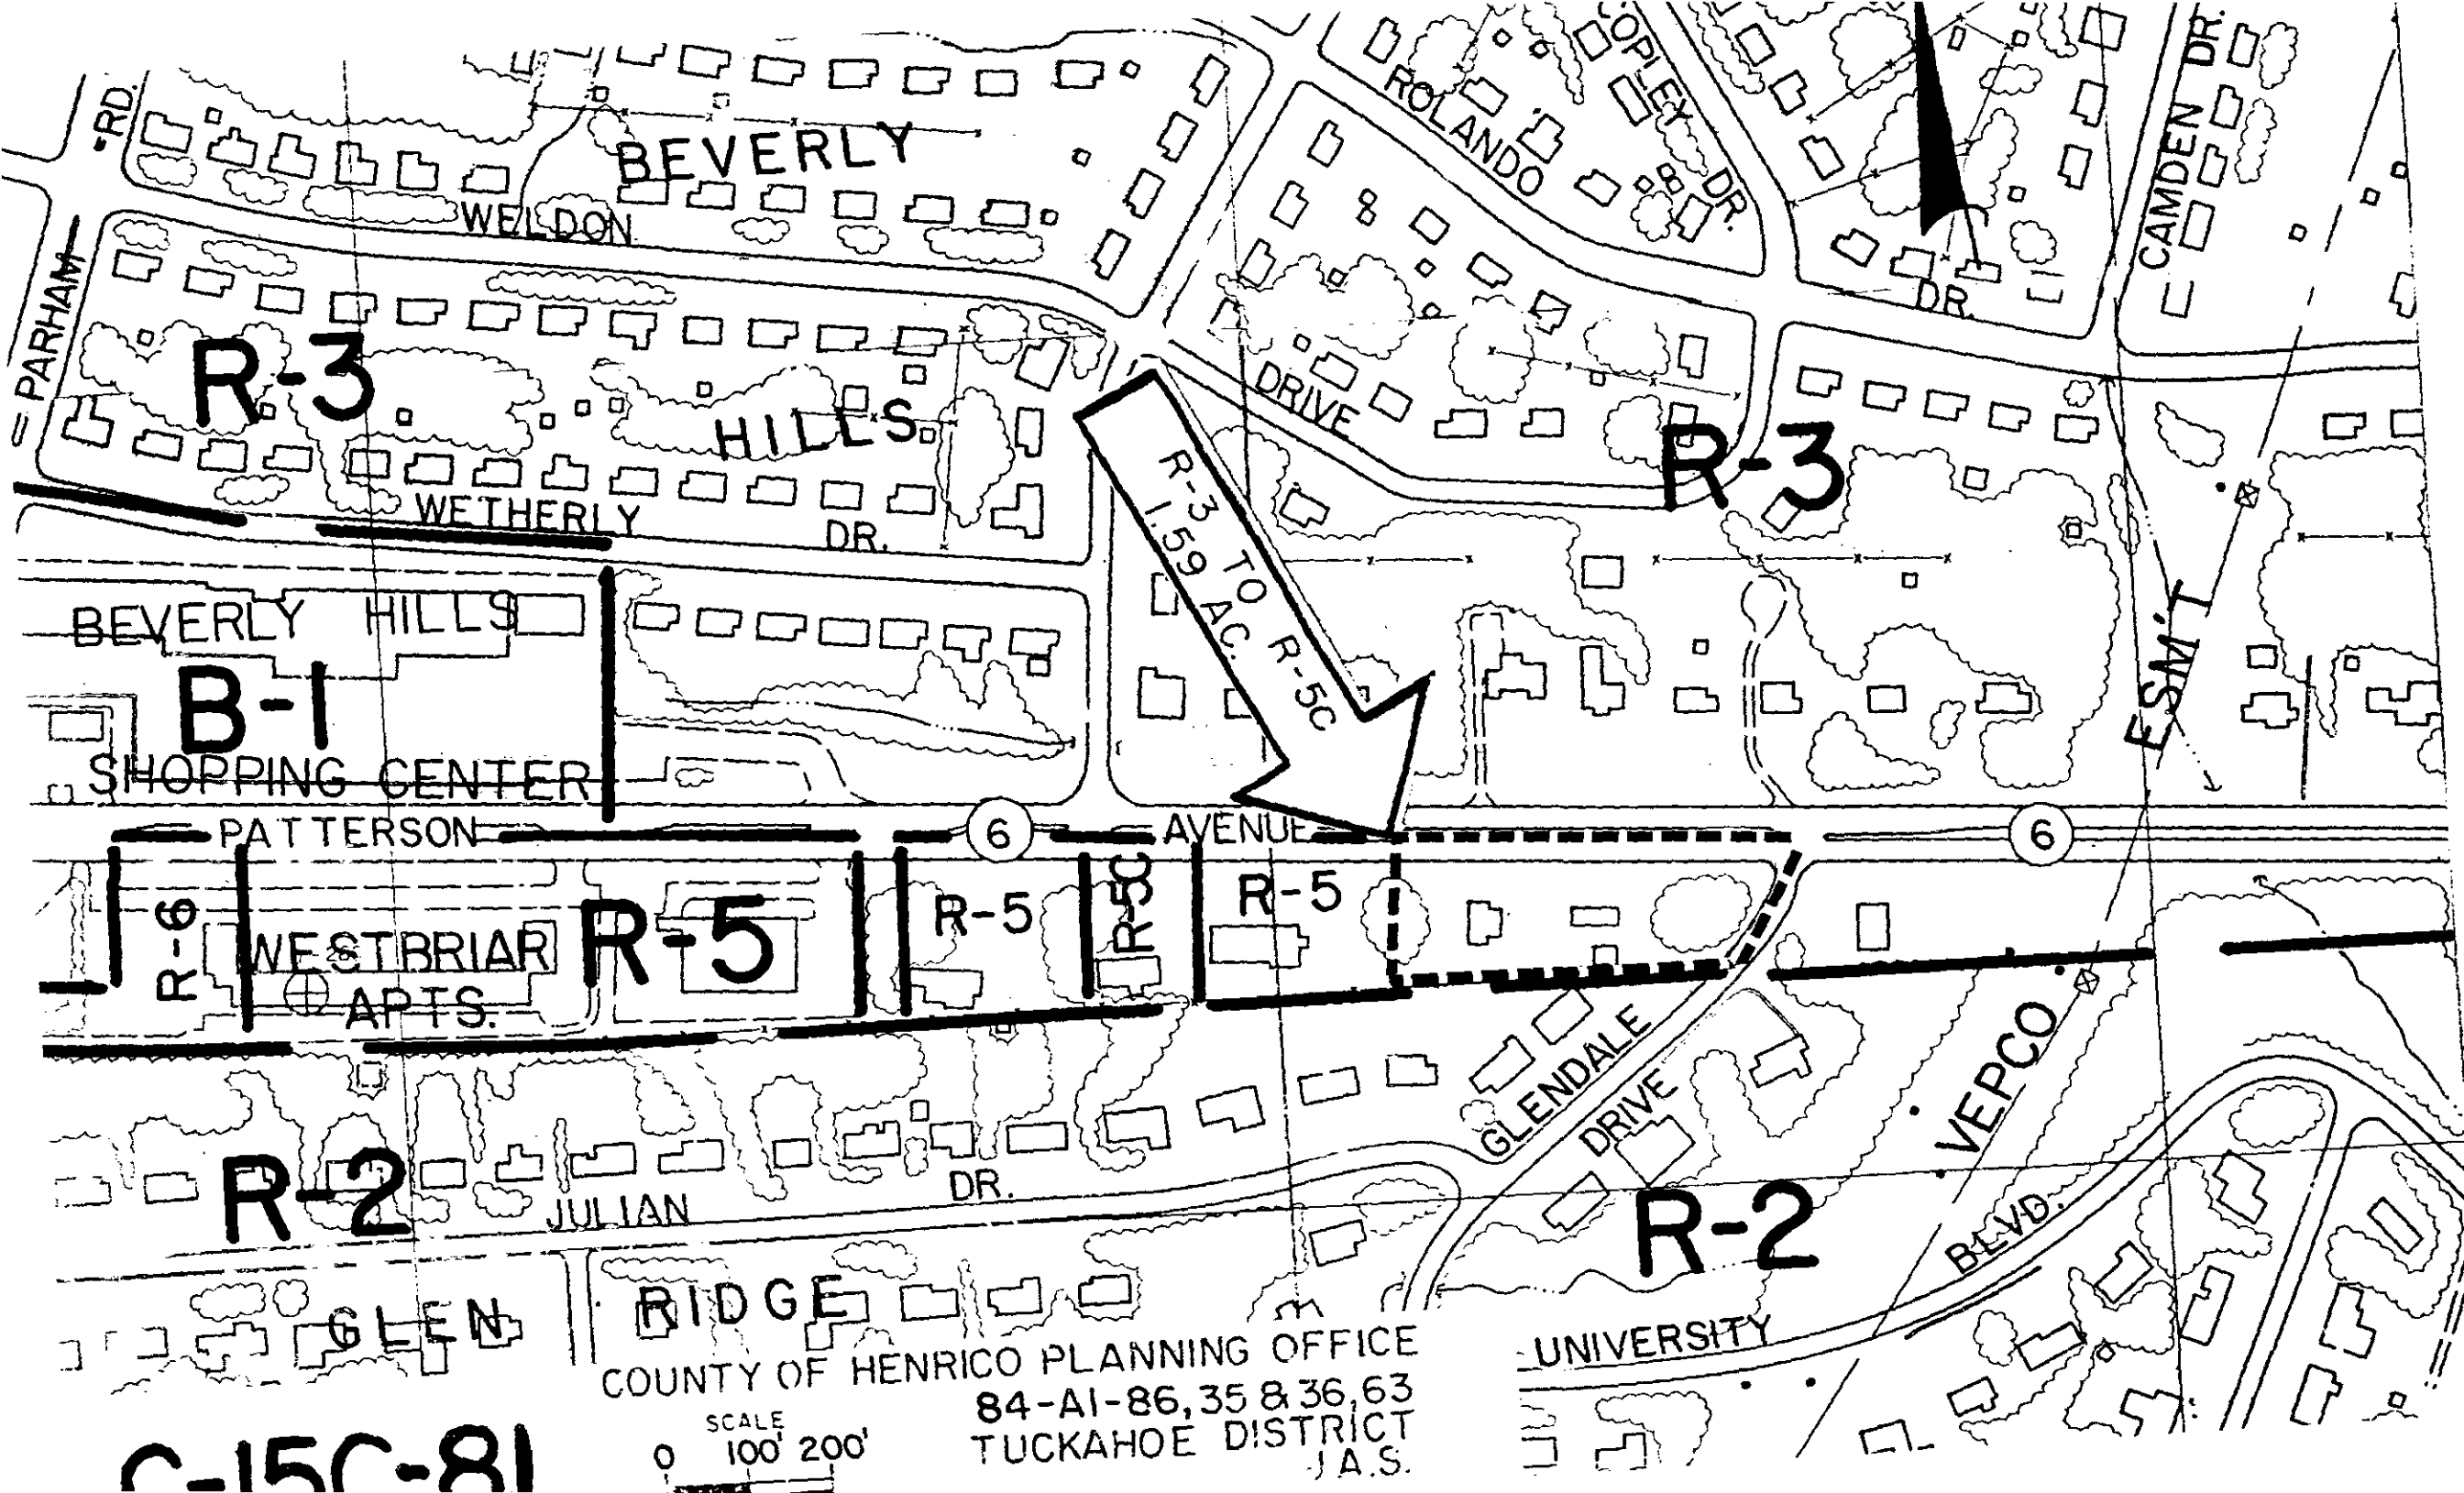 COPLEY DR.
ROLANDO
DR.
CAMDEN DR.
RD.
BEVERLY
WELDON
PARHAM
R-3
HILLS
DRIVE
R-3
R-3 TO R-5C
1.59 AC.
WETHERLY DR.
BEVERLY HILLS
B-1
SHOPPING CENTER
ESM'T
PATTERSON 6 AVENUE 6
R-6
R-5
R-5
R-5C
R-5
WESTBRIAR
APTS.
GLENDALE
DRIVE
VEPCO
R-2
JULIAN DR.
R-2
BLVD.
UNIVERSITY
GLEN RIDGE
COUNTY OF HENRICO PLANNING OFFICE
84-A1-86,35 & 36,63
TUCKAHOE DISTRICT
J.A.S.
SCALE
0 100' 200'
C-15C-81